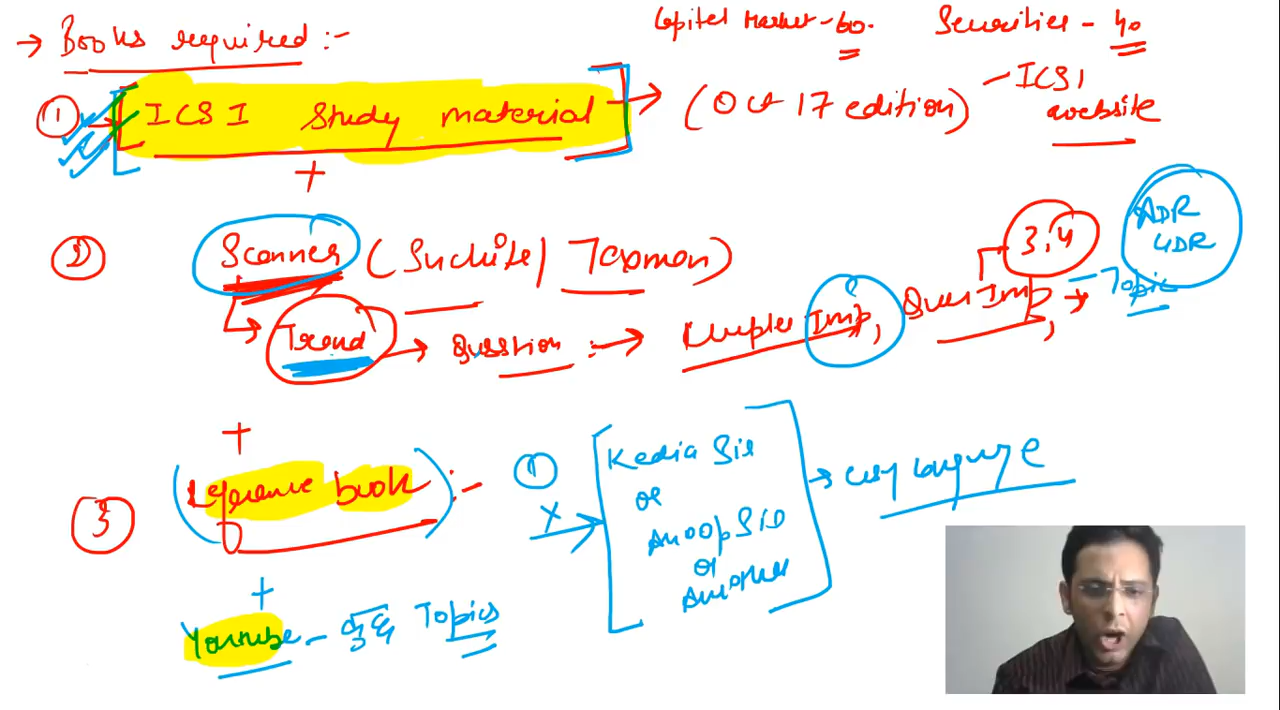 → Books required :-
Capital Market - 60. Securities - 40
① ICSI Study material → (Oct 17 edition) - ICSI website
+
② Scanner (Suchita/ Taxman)
3,4
ADR
GDR
Trend → Question :- → Chapter Imp, Ques Imp, → Topic
+
③ (Reference book) :- ① Kedia Sir → easy language
or
Anoop Sir
or
Another
+
Youtube - कुछ Topics